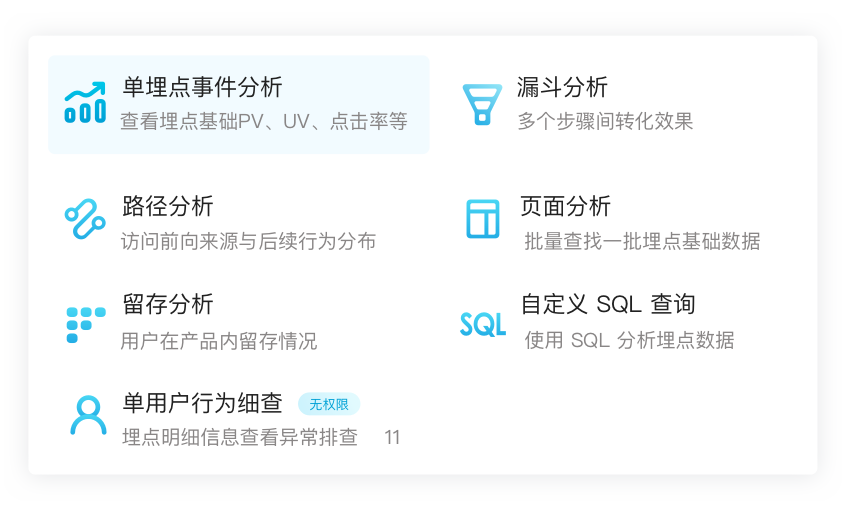 单埋点事件分析
查看埋点基础PV、UV、点击率等
漏斗分析
多个步骤间转化效果
路径分析
访问前向来源与后续行为分布
页面分析
批量查找一批埋点基础数据
留存分析
用户在产品内留存情况
SQL
自定义 SQL 查询
使用 SQL 分析埋点数据
单用户行为细查 无权限
埋点明细信息查看异常排查 11